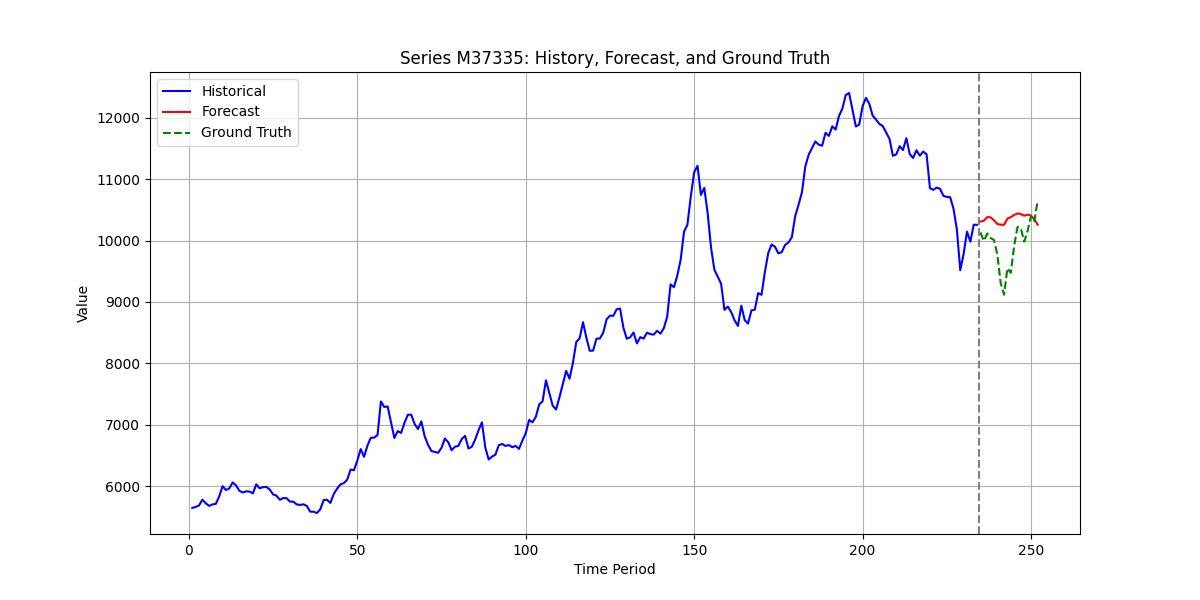 Series M37335: History, Forecast, and Ground Truth
Historical
Forecast
Ground Truth
12000
11000
10000
9000
8000
7000
6000
Value
0
50
100
150
200
250
Time Period